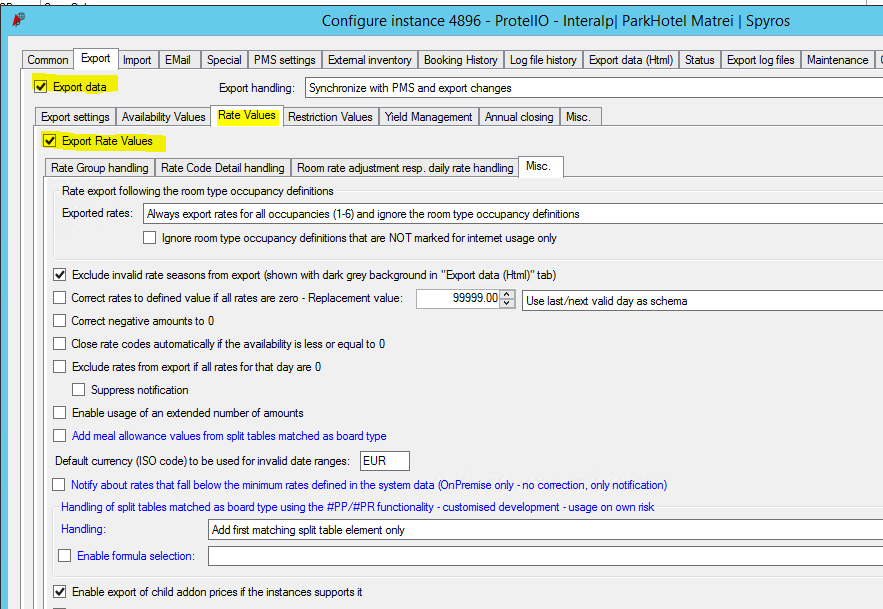 Configure instance 4896 - ProtelIO - Interalp| ParkHotel Matrei | Spyros
Common Export Import EMail Special PMS settings External inventory Booking History Log file history Export data (Html) Status Export log files Maintenance
Export data Export handling: Synchronize with PMS and export changes
Export settings Availability Values Rate Values Restriction Values Yield Management Annual closing Misc.
Export Rate Values
Rate Group handling Rate Code Detail handling Room rate adjustment resp. daily rate handling Misc.
Rate export following the room type occupancy definitions
Exported rates: Always export rates for all occupancies (1-6) and ignore the room type occupancy definitions
Ignore room type occupancy definitions that are NOT marked for internet usage only
Exclude invalid rate seasons from export (shown with dark grey background in "Export data (Html)" tab)
Correct rates to defined value if all rates are zero - Replacement value: 99999.00 Use last/next valid day as schema
Correct negative amounts to 0
Close rate codes automatically if the availability is less or equal to 0
Exclude rates from export if all rates for that day are 0
Suppress notification
Enable usage of an extended number of amounts
Add meal allowance values from split tables matched as board type
Default currency (ISO code) to be used for invalid date ranges: EUR
Notify about rates that fall below the minimum rates defined in the system data (OnPremise only - no correction, only notification)
Handling of split tables matched as board type using the #PP/#PR functionality - customised development - usage on own risk
Handling: Add first matching split table element only
Enable formula selection:
Enable export of child addon prices if the instances supports it